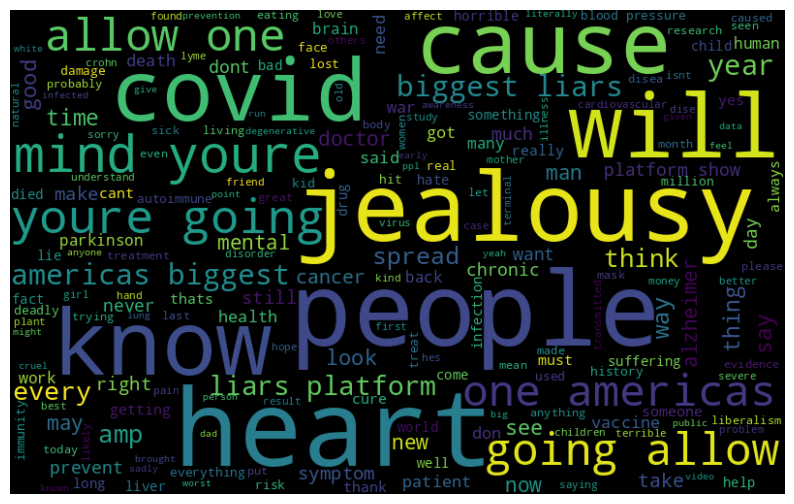 white found prevention eating love affect literally blood pressure caused
allow one brain need horrible research seen
lyme crohn face others child human
damage death dont bad lost disea isnt year
probably good covid cause biggest liars
natural infected give old war awareness cardiovascular dise yes
time run something illness given data
sorry sick living degenerative doctor women study got much will month feel
mind youre even body said many really mother early ppl man platform show
understand friend kid hit hate real let million always
died make cant autoimmune point great drug virus case terminal jealousy day
youre going
parkinson mental disorder yeah want think
lie anyone treatment spread kind mask money better please
americas biggest cancer back chronic way thing say
fact girl hand never thats still first infection transmitted alzheimer
deadly plant trying lung last health people
might know hope look treat hes made must suffering evidence
cruel work pain come mean used history severe
every right liars platform one americas
best getting person result cure symptom world big anything someone liberalism
immunity may amp heart don see vaccine children public terrible problem
today likely dad new going allow
prevent brought everything put well
known long sadly worst liver risk thank patient now saying take video help